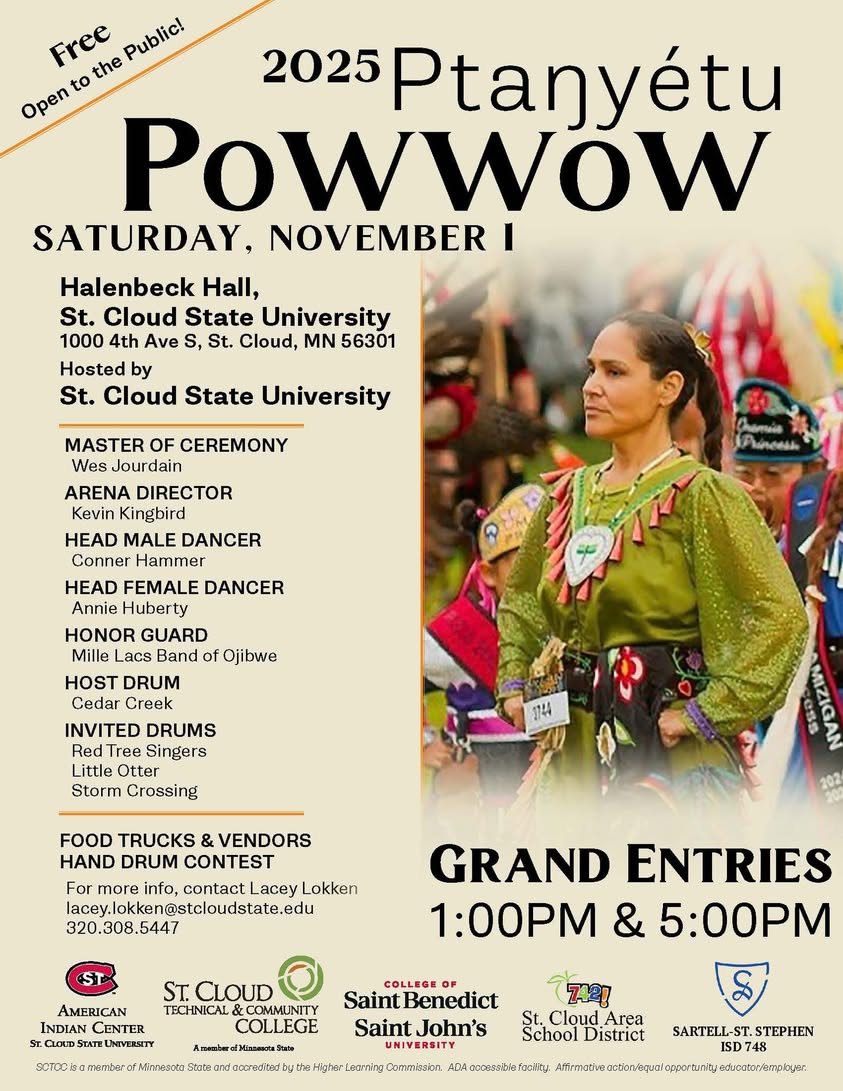 Free
Open to the Public!
2025 Ptaŋyétu
PoWWoW
SATURDAY, NOVEMBER 1
Halenbeck Hall,
St. Cloud State University
1000 4th Ave S, St. Cloud, MN 56301
Hosted by
St. Cloud State University
MASTER OF CEREMONY
Wes Jourdain
ARENA DIRECTOR
Kevin Kingbird
HEAD MALE DANCER
Conner Hammer
HEAD FEMALE DANCER
Annie Huberty
HONOR GUARD
Mille Lacs Band of Ojibwe
HOST DRUM
Cedar Creek
INVITED DRUMS
Red Tree Singers
Little Otter
Storm Crossing
FOOD TRUCKS & VENDORS
HAND DRUM CONTEST
For more info, contact Lacey Lokken
lacey.lokken@stcloudstate.edu
320.308.5447
Princess
1744
MIZIGAN
GRAND ENTRIES
1:00PM & 5:00PM
ST
AMERICAN
INDIAN CENTER
ST. CLOUD STATE UNIVERSITY
ST. CLOUD
TECHNICAL & COMMUNITY
COLLEGE
A member of Minnesota State
COLLEGE OF
Saint Benedict
Saint John's
UNIVERSITY
742!
St. Cloud Area
School District
S
SARTELL-ST. STEPHEN
ISD 748
SCTCC is a member of Minnesota State and accredited by the Higher Learning Commission. ADA accessible facility. Affirmative action/equal opportunity educator/employer.